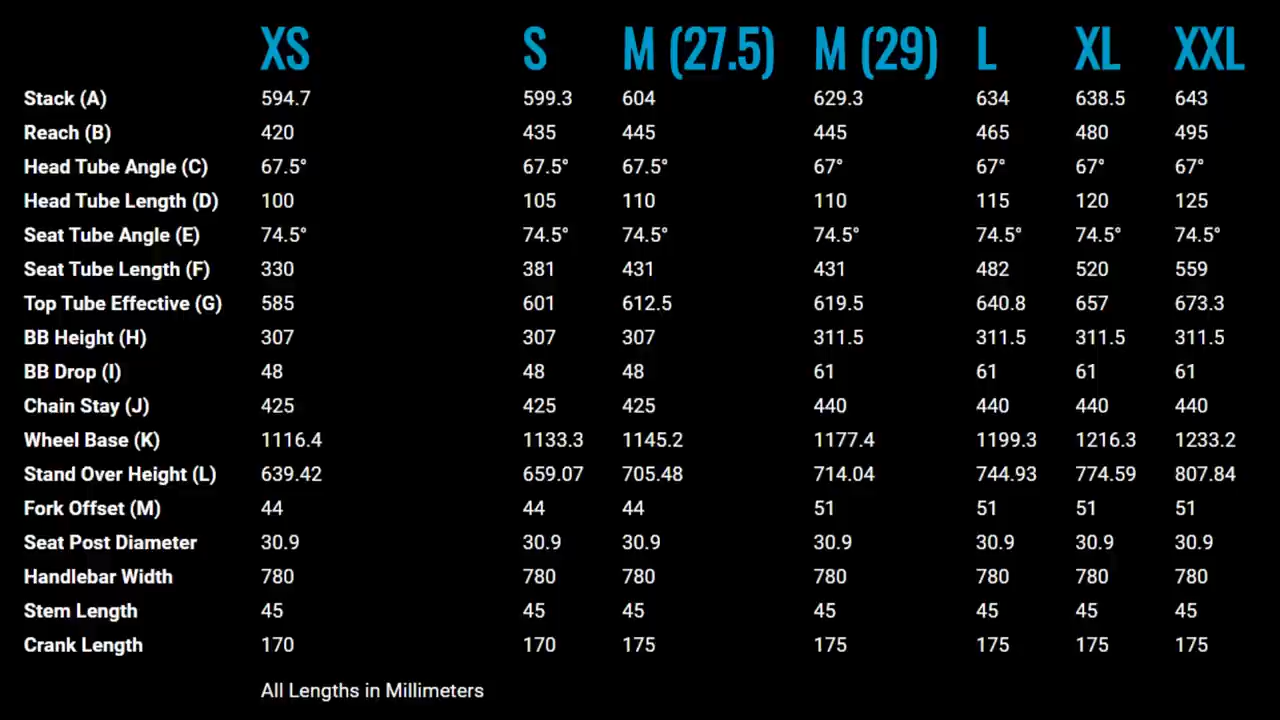 XS S M (27.5) M (29) L XL XXL
Stack (A) 594.7 599.3 604 629.3 634 638.5 643
Reach (B) 420 435 445 445 465 480 495
Head Tube Angle (C) 67.5° 67.5° 67.5° 67° 67° 67° 67°
Head Tube Length (D) 100 105 110 110 115 120 125
Seat Tube Angle (E) 74.5° 74.5° 74.5° 74.5° 74.5° 74.5° 74.5°
Seat Tube Length (F) 330 381 431 431 482 520 559
Top Tube Effective (G) 585 601 612.5 619.5 640.8 657 673.3
BB Height (H) 307 307 307 311.5 311.5 311.5 311.5
BB Drop (I) 48 48 48 61 61 61 61
Chain Stay (J) 425 425 425 440 440 440 440
Wheel Base (K) 1116.4 1133.3 1145.2 1177.4 1199.3 1216.3 1233.2
Stand Over Height (L) 639.42 659.07 705.48 714.04 744.93 774.59 807.84
Fork Offset (M) 44 44 44 51 51 51 51
Seat Post Diameter 30.9 30.9 30.9 30.9 30.9 30.9 30.9
Handlebar Width 780 780 780 780 780 780 780
Stem Length 45 45 45 45 45 45 45
Crank Length 170 170 175 175 175 175 175
All Lengths in Millimeters